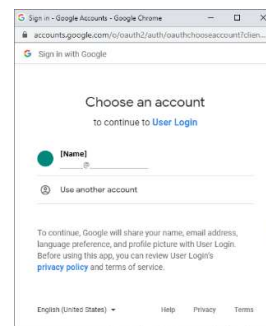 Sign in - Google Accounts - Google Chrome
accounts.google.com/o/oauth2/auth/oauthchooseaccount?clien...
Sign in with Google
Choose an account
to continue to User Login
[Name]
______@______________
Use another account
To continue, Google will share your name, email address,
language preference, and profile picture with User Login.
Before using this app, you can review User Login's
privacy policy and terms of service.
English (United States) Help Privacy Terms